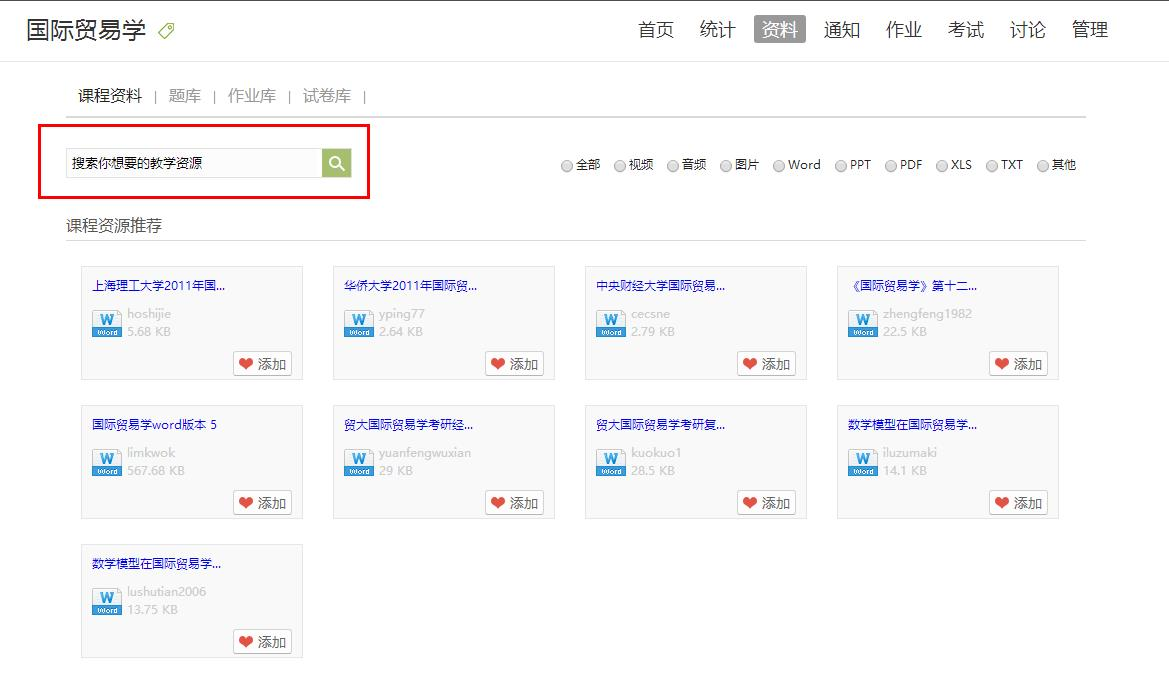 国际贸易学
首页 统计 资料 通知 作业 考试 讨论 管理
课程资料 | 题库 | 作业库 | 试卷库 |
搜索你想要的教学资源
全部 视频 音频 图片 Word PPT PDF XLS TXT 其他
课程资源推荐
上海理工大学2011年国...
Word
hoshijie
5.68 KB
添加
华侨大学2011年国际贸...
Word
yping77
2.64 KB
添加
中央财经大学国际贸易...
Word
cecsne
2.79 KB
添加
《国际贸易学》第十二...
Word
zhengfeng1982
22.5 KB
添加
国际贸易学word版本 5
Word
limkwok
567.68 KB
添加
贸大国际贸易学考研经...
Word
yuanfengwuxian
29 KB
添加
贸大国际贸易学考研复...
Word
kuokuo1
28.5 KB
添加
数学模型在国际贸易学...
Word
iluzumaki
14.1 KB
添加
数学模型在国际贸易学...
Word
lushutian2006
13.75 KB
添加